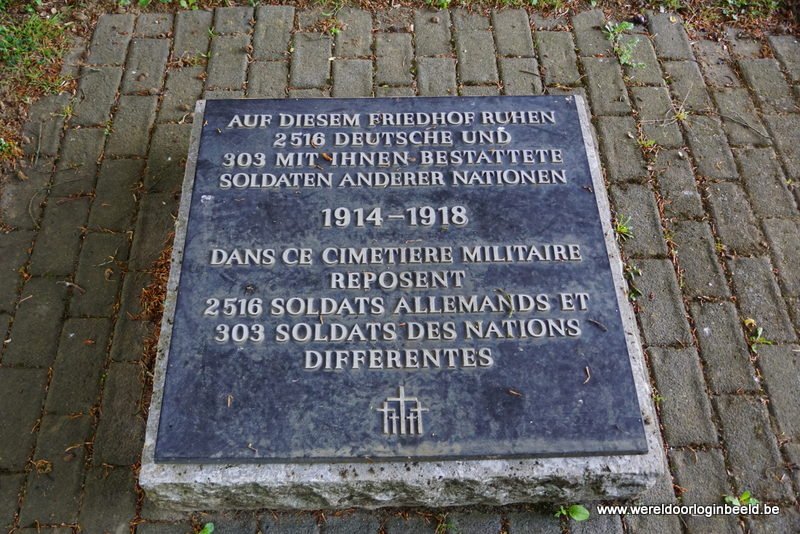 AUF DIESEM FRIEDHOF RUHEN
2516 DEUTSCHE UND
303 MIT IHNEN BESTATTETE
SOLDATEN ANDERER NATIONEN
1914-1918
DANS CE CIMETIERE MILITAIRE
REPOSENT
2516 SOLDATS ALLEMANDS ET
303 SOLDATS DES NATIONS
DIFFERENTES
www.wereldoorloginbeeld.be